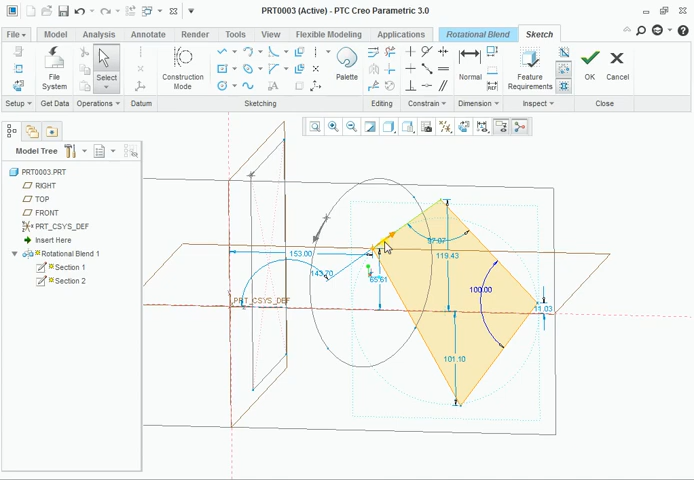 PRT0003 (Active) - PTC Creo Parametric 3.0
File Model Analysis Annotate Render Tools View Flexible Modeling Applications Rotational Blend Sketch
File System
Select
Construction Mode
Palette
Normal
Feature Requirements
OK
Cancel
Setup Get Data Operations Datum Sketching Editing Constrain Dimension Inspect Close
Model Tree
PRT0003.PRT
RIGHT
TOP
FRONT
PRT_CSYS_DEF
Insert Here
Rotational Blend 1
Section 1
Section 2
97.07
153.00
119.43
143.70
65.61
100.00
PRT_CSYS_DEF
11.03
101.10